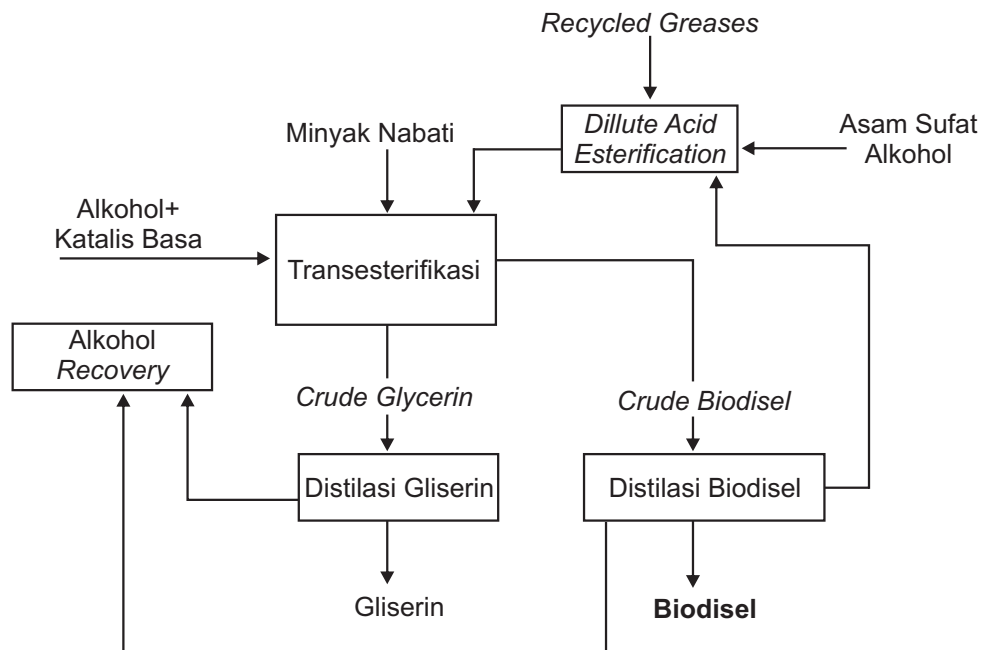 Recycled Greases
Minyak Nabati
Dillute Acid
Esterification
Asam Sufat
Alkohol
Alkohol+
Katalis Basa
Transesterifikasi
Alkohol
Recovery
Crude Glycerin
Crude Biodisel
Distilasi Gliserin
Distilasi Biodisel
Gliserin
Biodisel